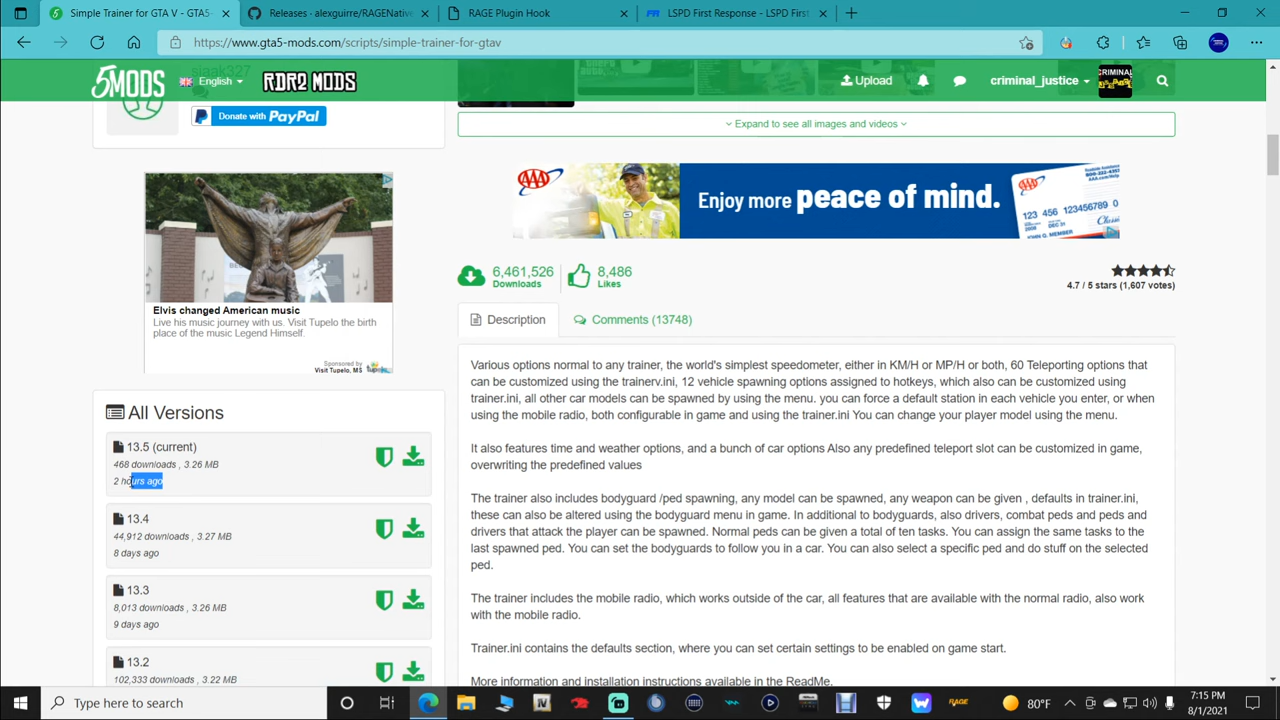 Simple Trainer for GTA V - GTA5-
Releases - alexguirre/RAGENative
RAGE Plugin Hook
LSPD First Response - LSPD First
https://www.gta5-mods.com/scripts/simple-trainer-for-gtav
5MODS
sjaak327
English
RDR2 MODS
Upload
criminal_justice
CRIMINAL
Donate with PayPal
Expand to see all images and videos
AAA
Enjoy more peace of mind.
Elvis changed American music
Live his music journey with us. Visit Tupelo the birth
place of the music Legend Himself.
Sponsored by
Visit Tupelo, MS
6,461,526
Downloads
8,486
Likes
4.7 / 5 stars (1,607 votes)
Description
Comments (13748)
Various options normal to any trainer, the world's simplest speedometer, either in KM/H or MP/H or both, 60 Teleporting options that
can be customized using the trainerv.ini, 12 vehicle spawning options assigned to hotkeys, which also can be customized using
trainer.ini, all other car models can be spawned by using the menu. you can force a default station in each vehicle you enter, or when
using the mobile radio, both configurable in game and using the trainer.ini You can change your player model using the menu.
It also features time and weather options, and a bunch of car options Also any predefined teleport slot can be customized in game,
overwriting the predefined values
The trainer also includes bodyguard /ped spawning, any model can be spawned, any weapon can be given , defaults in trainer.ini,
these can also be altered using the bodyguard menu in game. In additional to bodyguards, also drivers, combat peds and peds and
drivers that attack the player can be spawned. Normal peds can be given a total of ten tasks. You can assign the same tasks to the
last spawned ped. You can set the bodyguards to follow you in a car. You can also select a specific ped and do stuff on the selected
ped.
The trainer includes the mobile radio, which works outside of the car, all features that are available with the normal radio, also work
with the mobile radio.
Trainer.ini contains the defaults section, where you can set certain settings to be enabled on game start.
More information and installation instructions available in the ReadMe.
All Versions
13.5 (current)
468 downloads , 3.26 MB
2 hours ago
13.4
44,912 downloads , 3.27 MB
8 days ago
13.3
8,013 downloads , 3.26 MB
9 days ago
13.2
102,333 downloads , 3.22 MB
Type here to search
RAGE
80°F
7:15 PM
8/1/2021